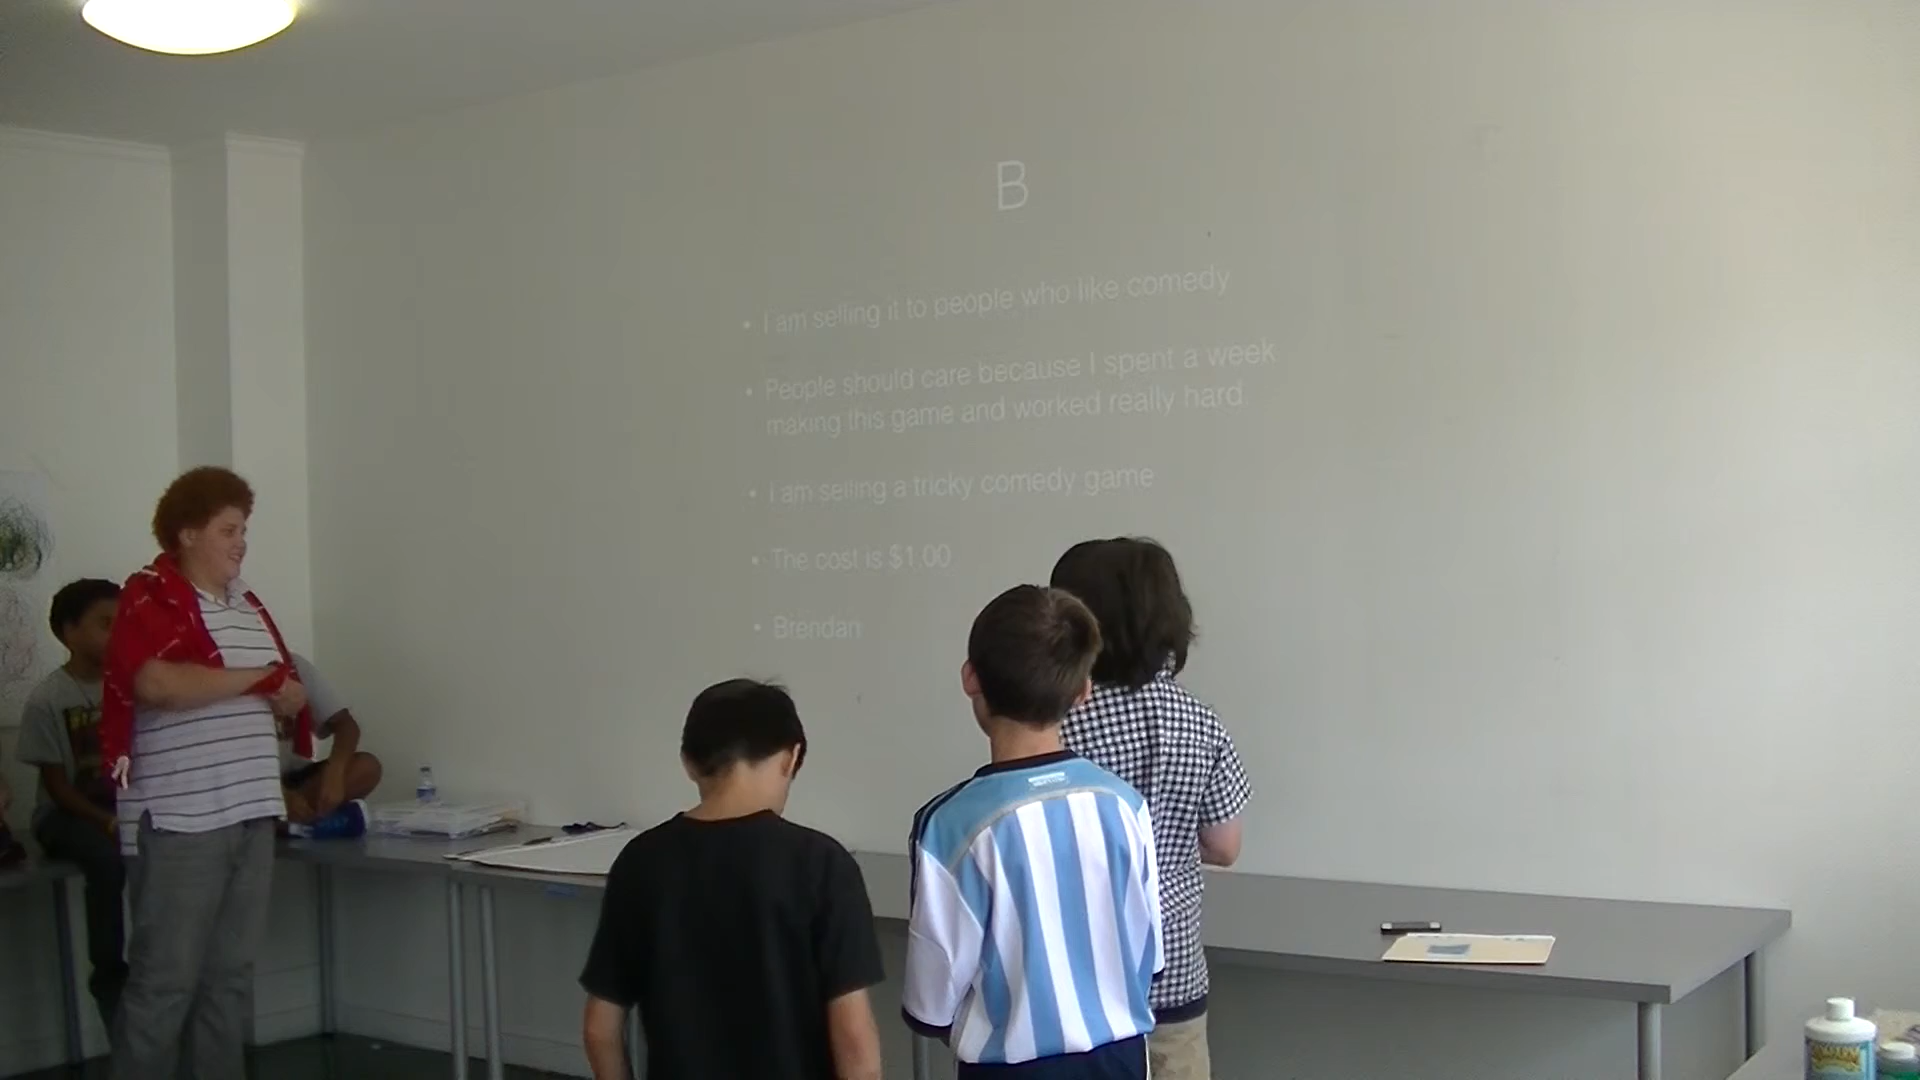 B
• I am selling it to people who like comedy
• People should care because I spent a week
making this game and worked really hard
• I am selling a tricky comedy game
• The cost is $1.00
• Brendan